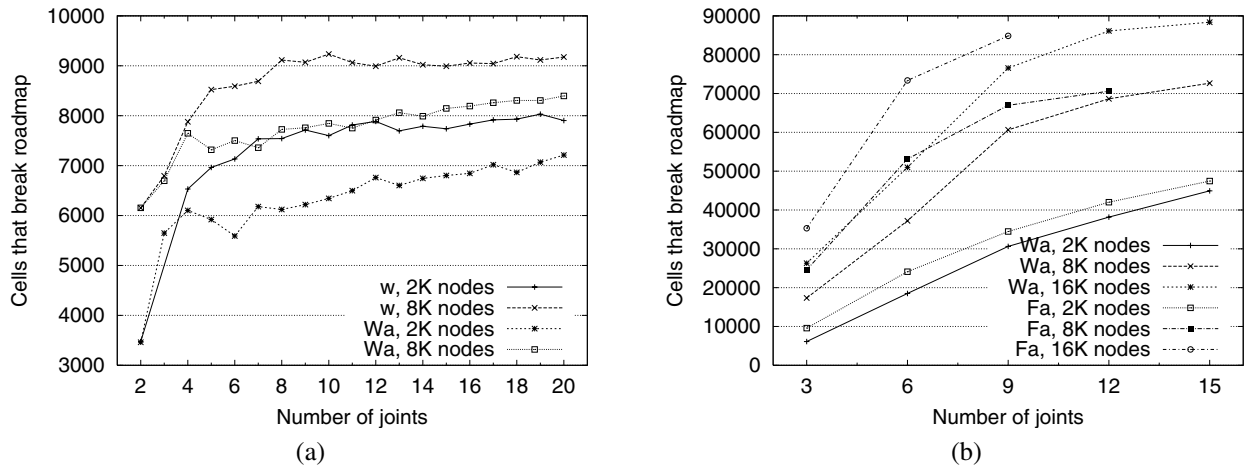 10000
9000
8000
7000
6000
5000
4000
3000
Cells that break roadmap
2 4 6 8 10 12 14 16 18 20
Number of joints
w, 2K nodes
w, 8K nodes
Wa, 2K nodes
Wa, 8K nodes
(a)
90000
80000
70000
60000
50000
40000
30000
20000
10000
0
Cells that break roadmap
3 6 9 12 15
Number of joints
Wa, 2K nodes
Wa, 8K nodes
Wa, 16K nodes
Fa, 2K nodes
Fa, 8K nodes
Fa, 16K nodes
(b)